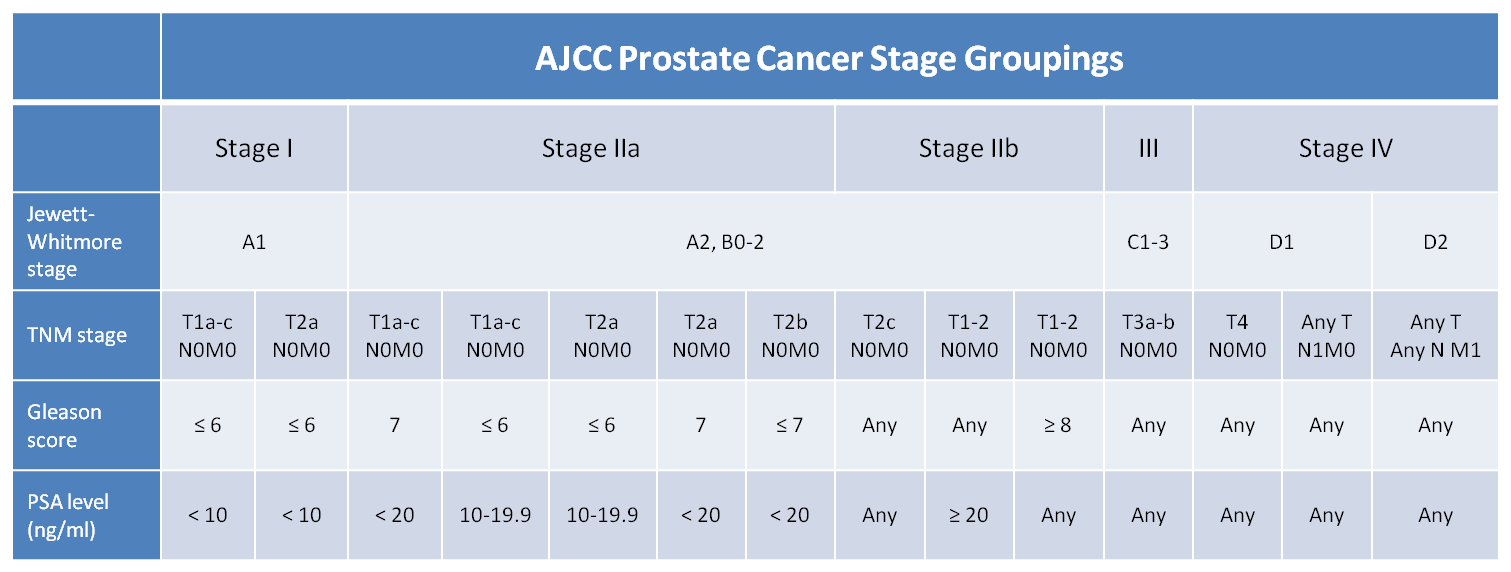 AJCC Prostate Cancer Stage Groupings
Stage I Stage IIa Stage IIb III Stage IV
Jewett-
Whitmore
stage
A1 A2, B0-2 C1-3 D1 D2
TNM stage
T1a-c T2a T1a-c T1a-c T2a T2a T2b T2c T1-2 T1-2 T3a-b T4 Any T Any T
N0M0 N0M0 N0M0 N0M0 N0M0 N0M0 N0M0 N0M0 N0M0 N0M0 N0M0 N0M0 N1M0 Any N M1
Gleason
score
≤ 6 ≤ 6 7 ≤ 6 ≤ 6 7 ≤ 7 Any Any ≥ 8 Any Any Any Any
PSA level
(ng/ml)
< 10 < 10 < 20 10-19.9 10-19.9 < 20 < 20 Any ≥ 20 Any Any Any Any Any